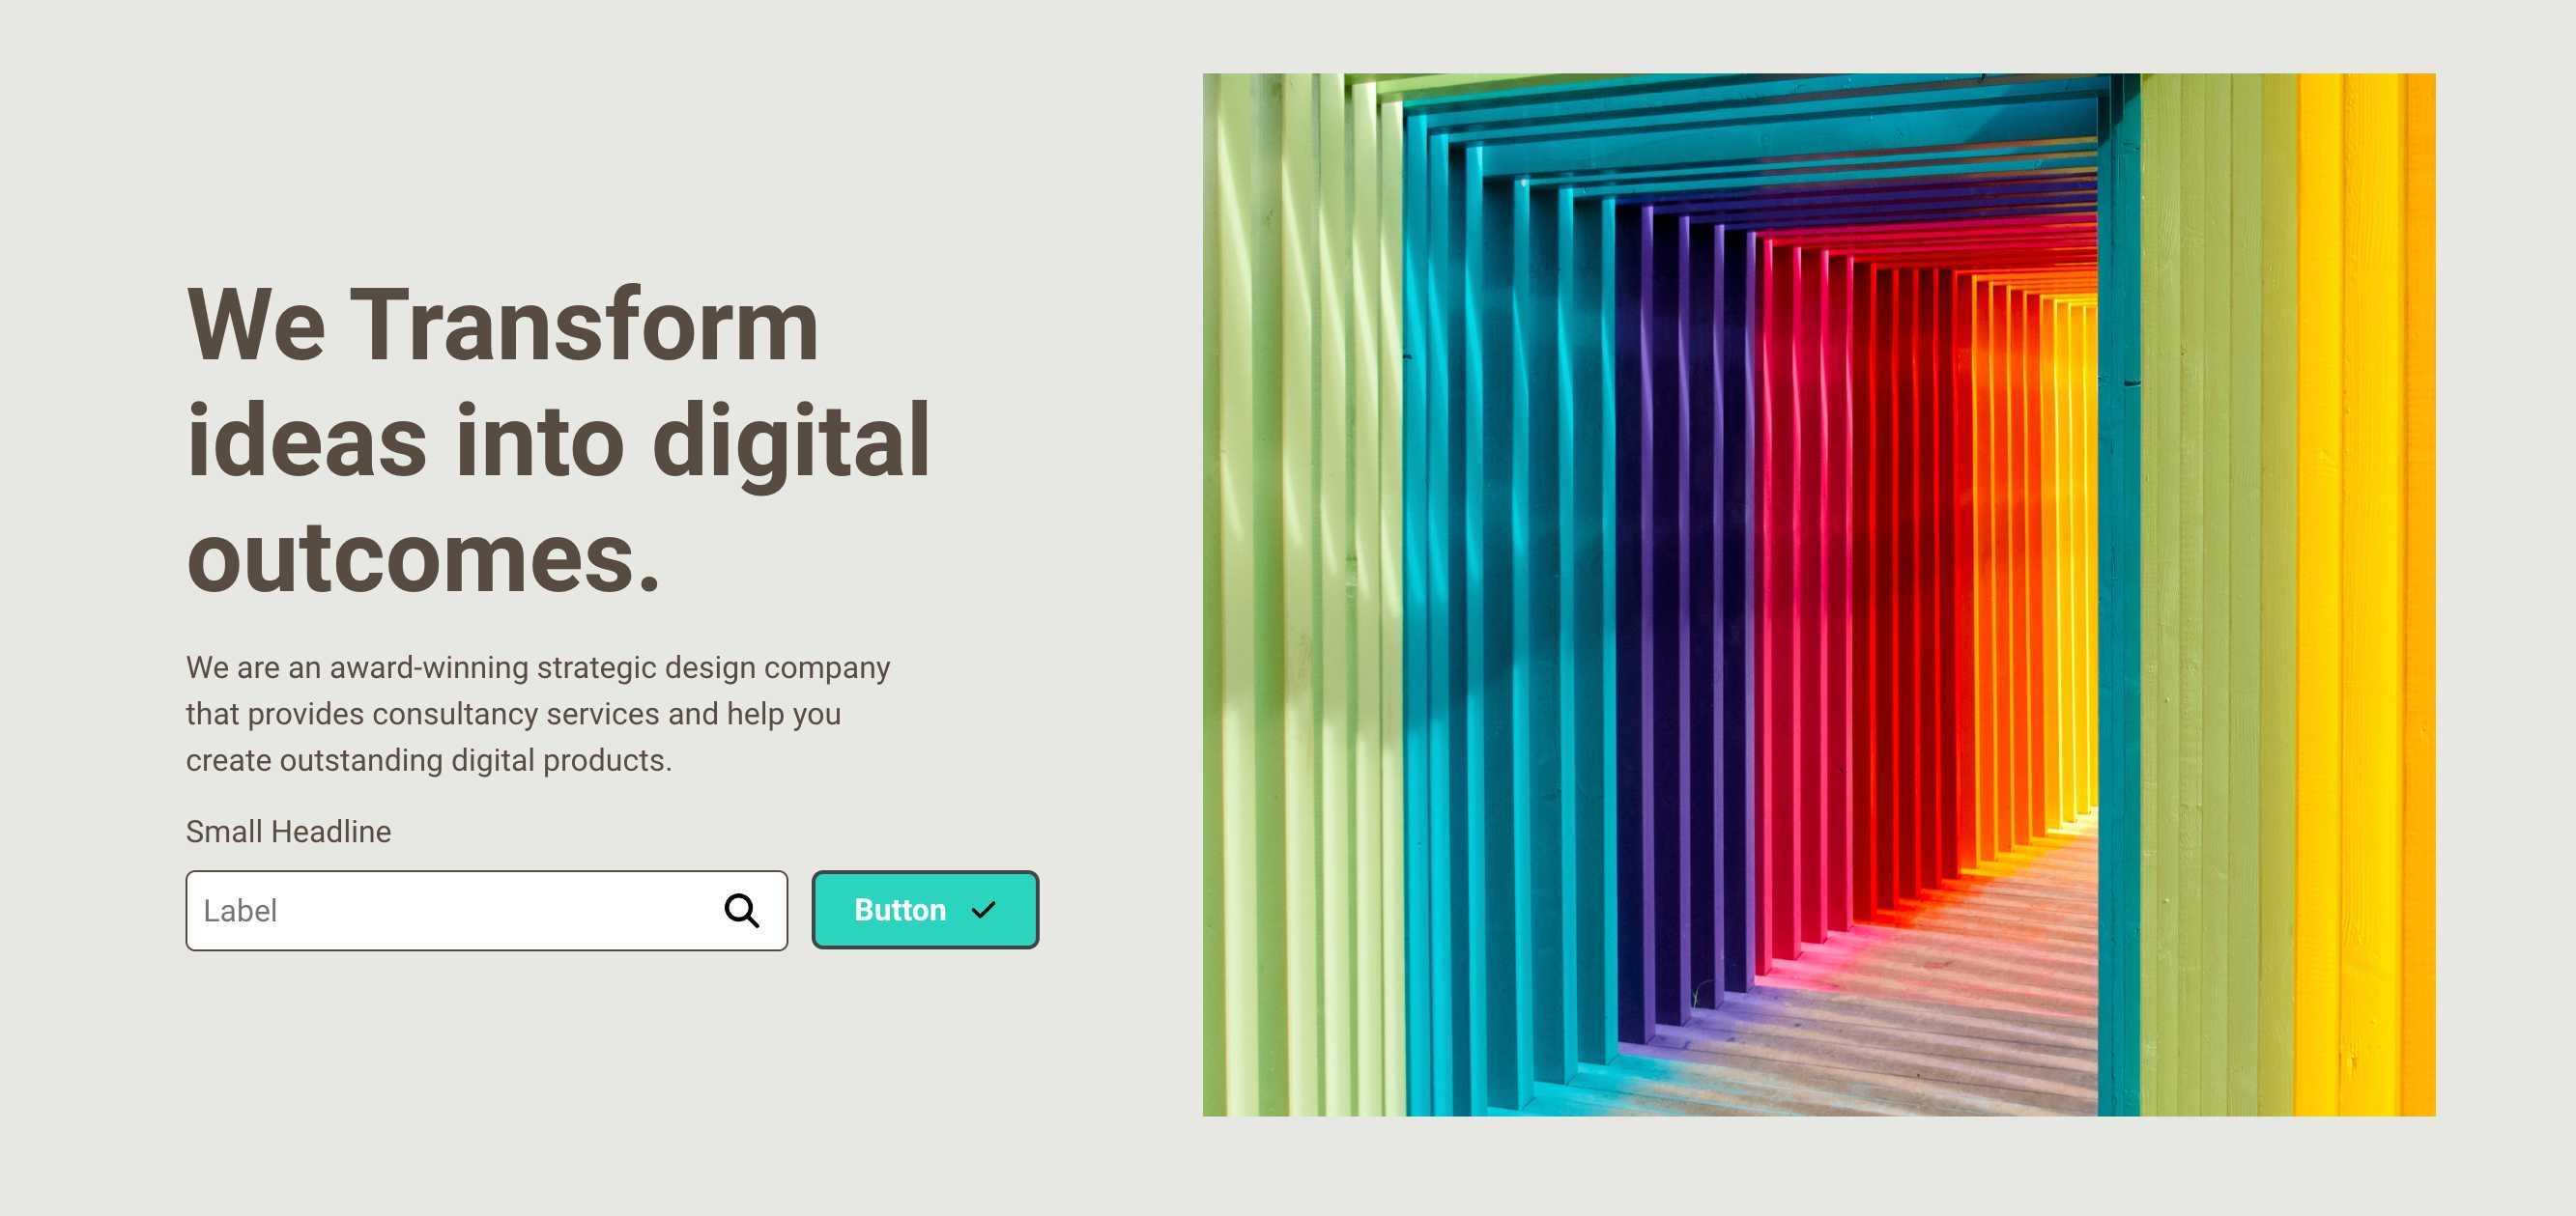 We Transform
ideas into digital
outcomes.
We are an award-winning strategic design company
that provides consultancy services and help you
create outstanding digital products.
Small Headline
Label
Button